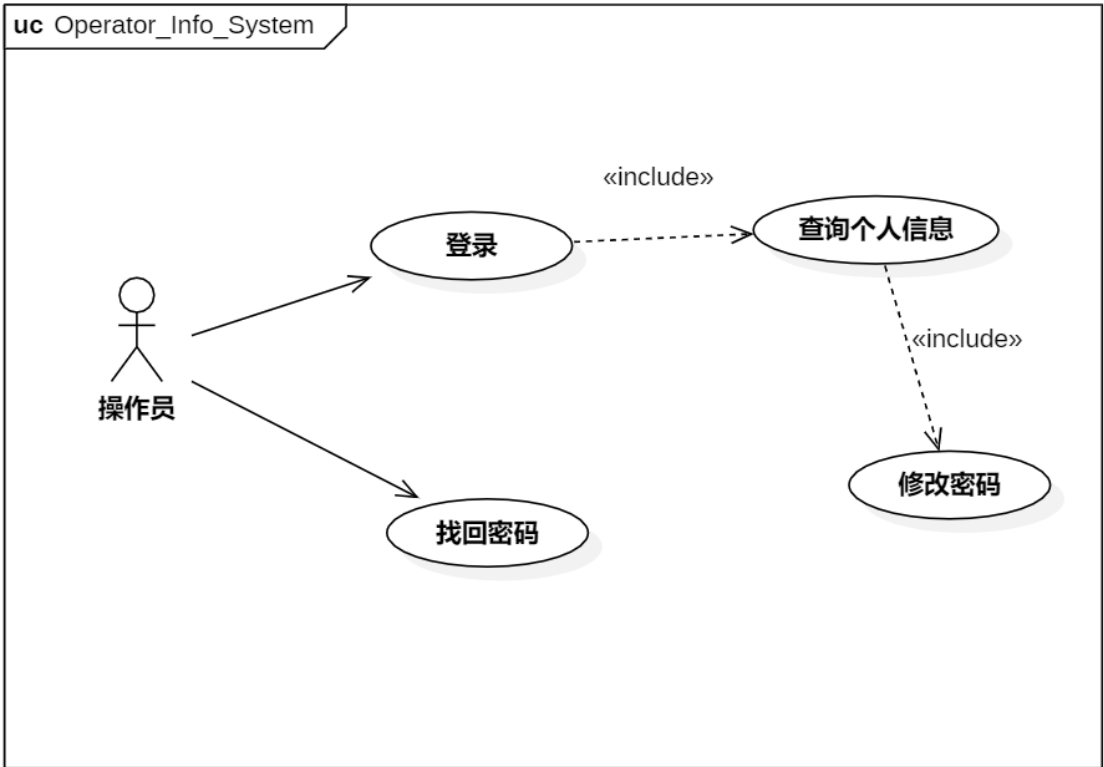 uc Operator_Info_System
«include»
登录
查询个人信息
«include»
操作员
修改密码
找回密码